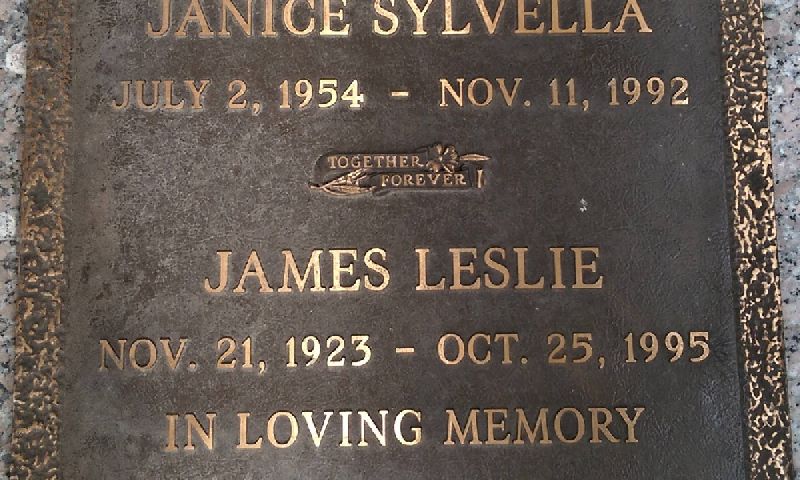 JANICE SYLVELLA
JULY 2, 1954 - NOV. 11, 1992
TOGETHER
FOREVER
JAMES LESLIE
NOV. 21, 1923 - OCT. 25, 1995
IN LOVING MEMORY